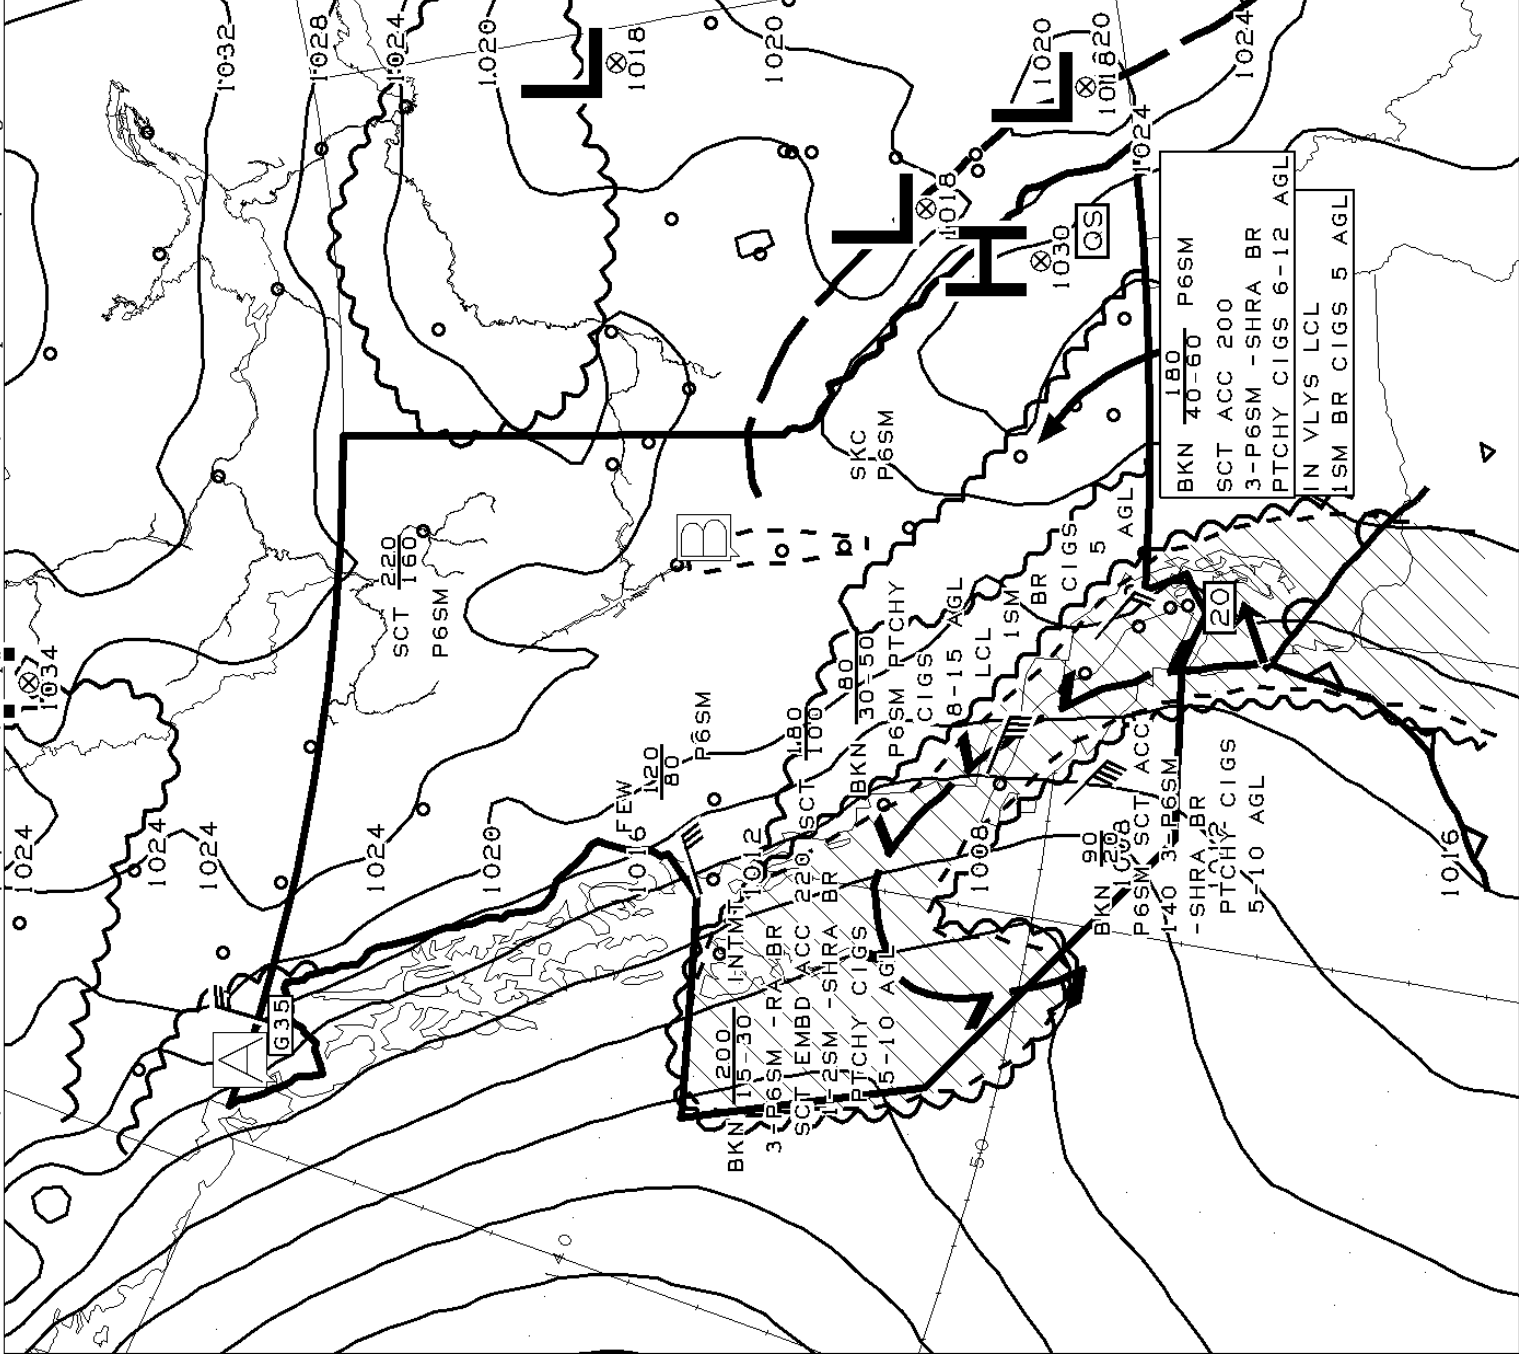 1032
1028
1024
1020
1018
1020
1020
1018
20
1024
1024
1018
1030
QS
180
BKN 40-60 P6SM
SCT ACC 200
3-P6SM -SHRA BR
PTCHY CIGS 6-12 AGL
IN VLYS LCL
1SM BR CIGS 5 AGL
SKC
P6SM
SCT 220
160
P6SM
B
1034
1024
1024
1024
1024
1020
1016
1012
1008
1016
FEW 120
80
P6SM
SCT 180
100
BKN 80
30-50
P6SM PTCHY
CIGS
8-15 AGL
LCL 1SM
BR CIGS
5 AGL
20
A
G35
BKN 200
15-30
INTMT
3-P6SM -RA BR
SCT EMBD ACC 220
1-2SM -SHRA BR
PTCHY CIGS
5-10 AGL
BKN 90
20
P6SM SCT ACC
140 3-P6SM
-SHRA BR
PTCHY CIGS
5-10 AGL
1008
1012
50
40